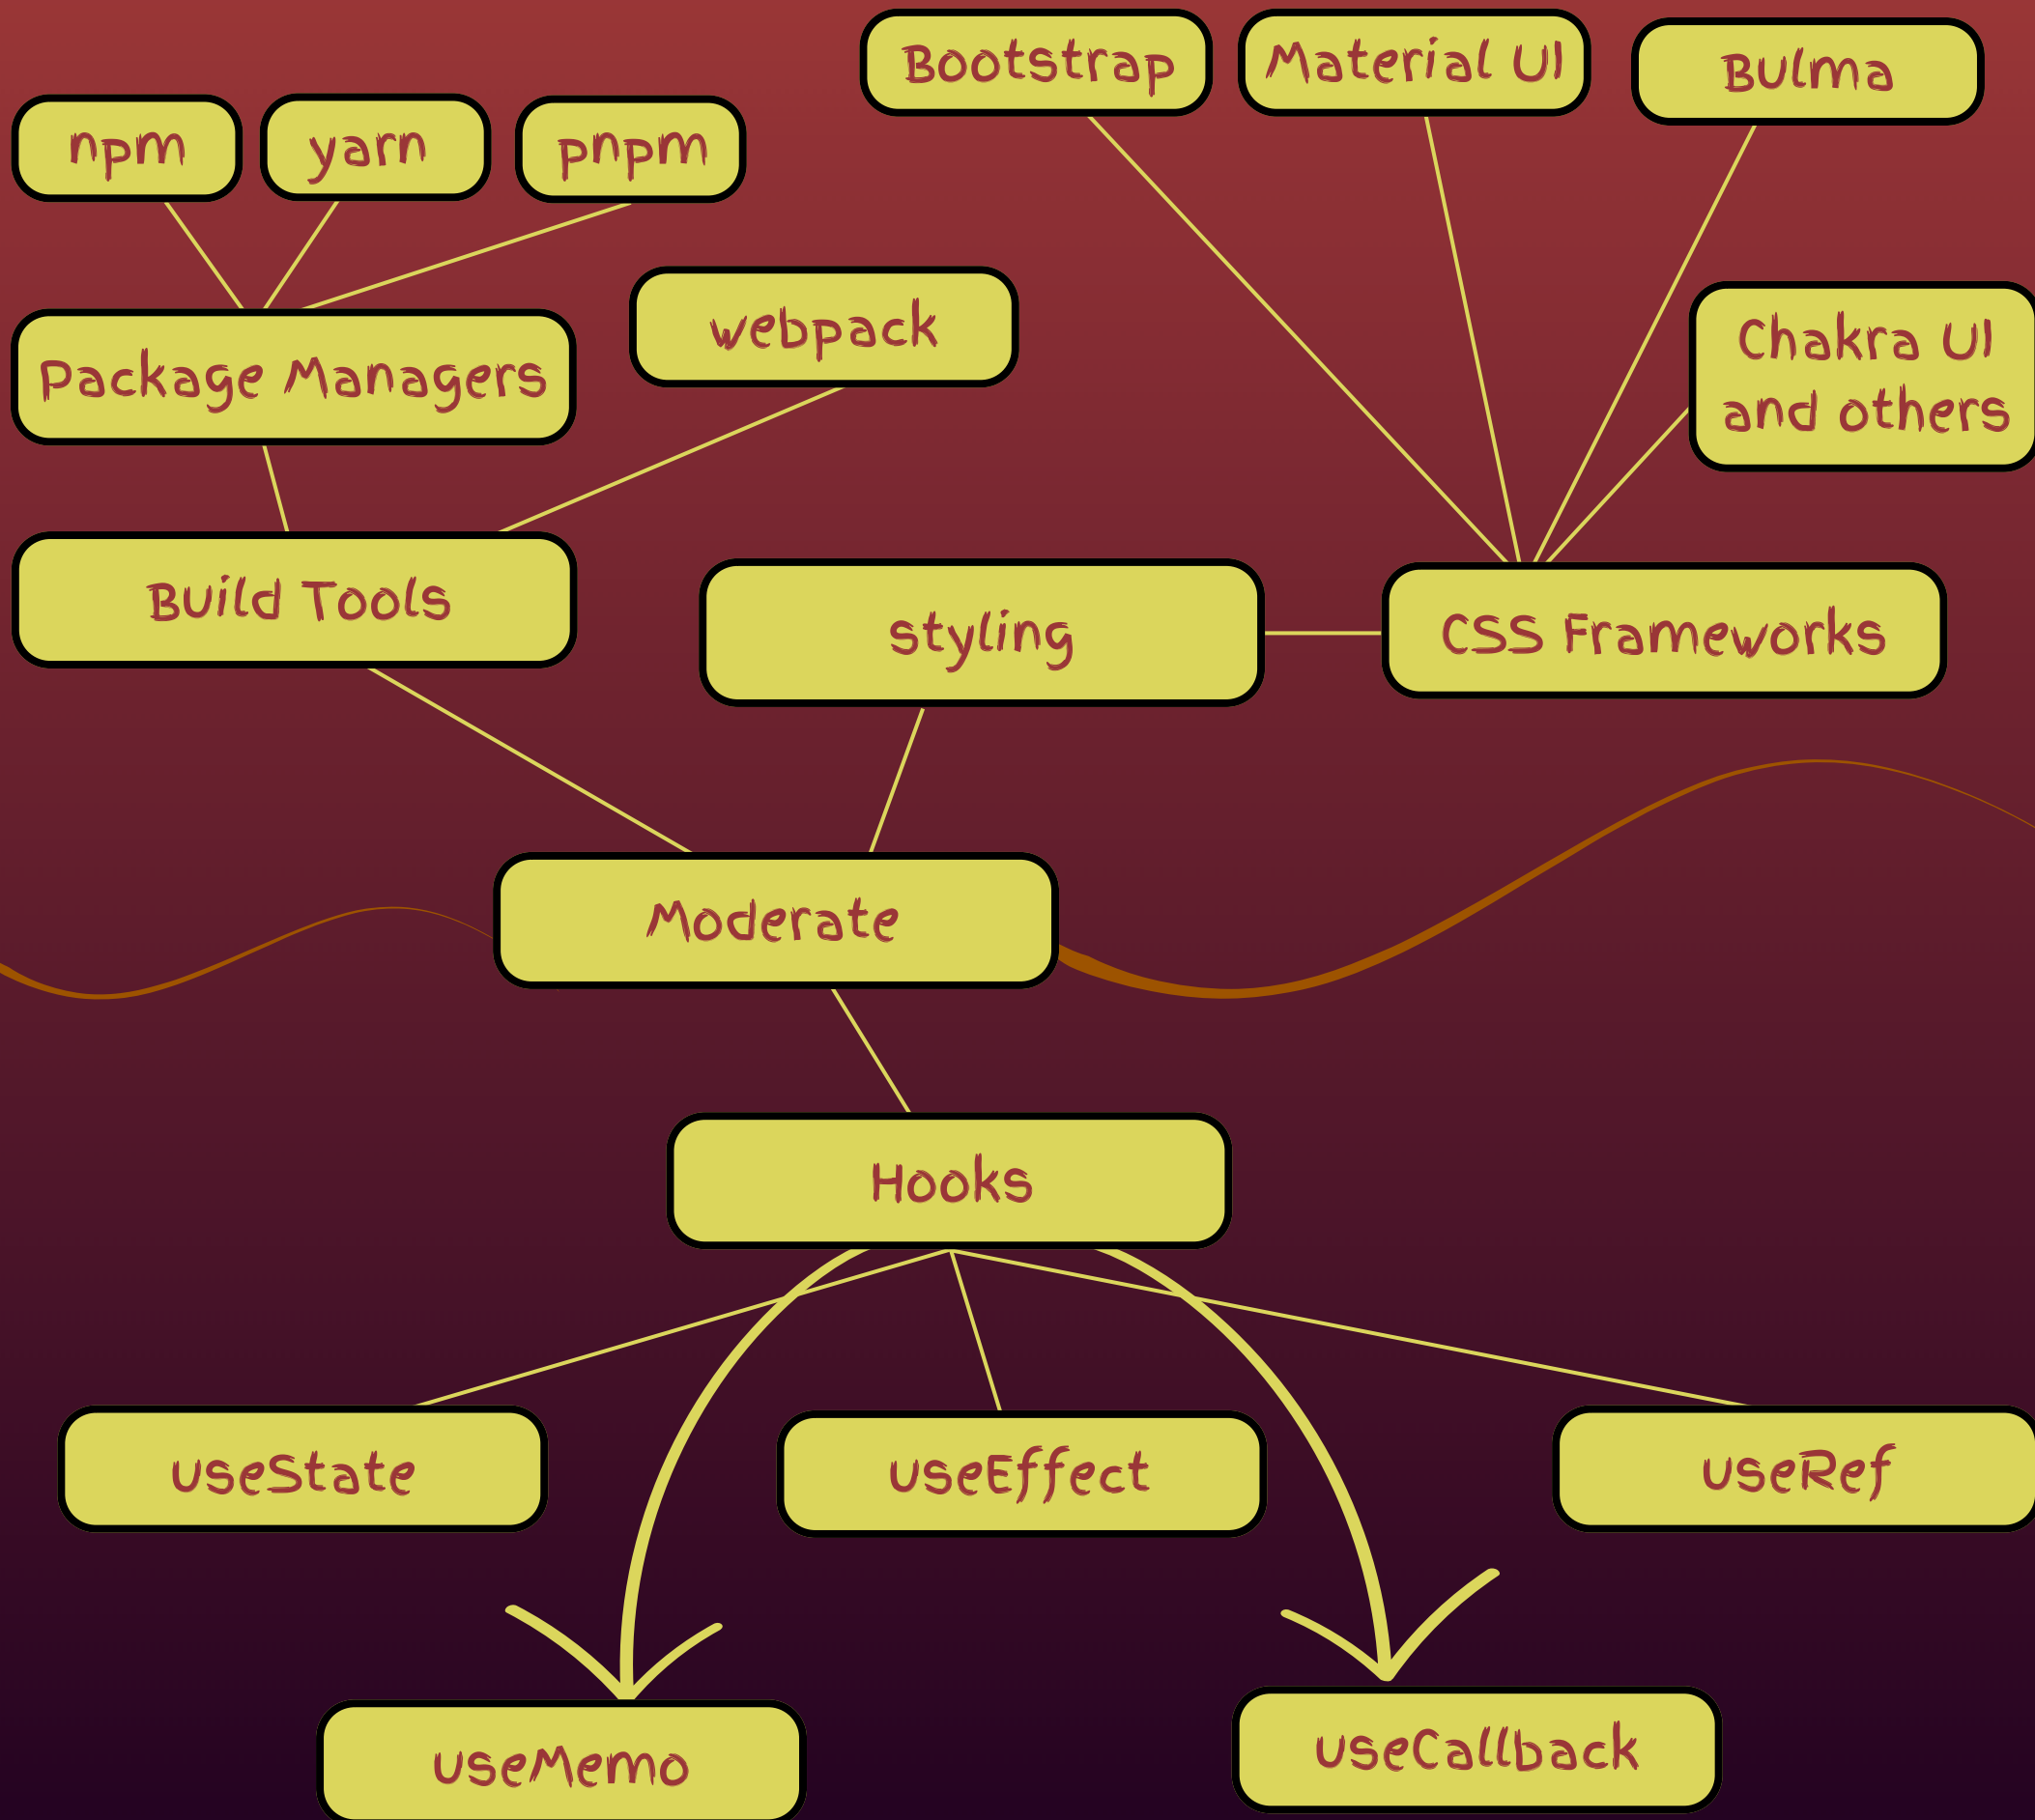 Bootstrap
Material UI
Bulma
npm
yarn
pnpm
webpack
Chakra UI
and others
Package Managers
Build Tools
styling
CSS Frameworks
Moderate
Hooks
useState
useEffect
useRef
useMemo
useCallback